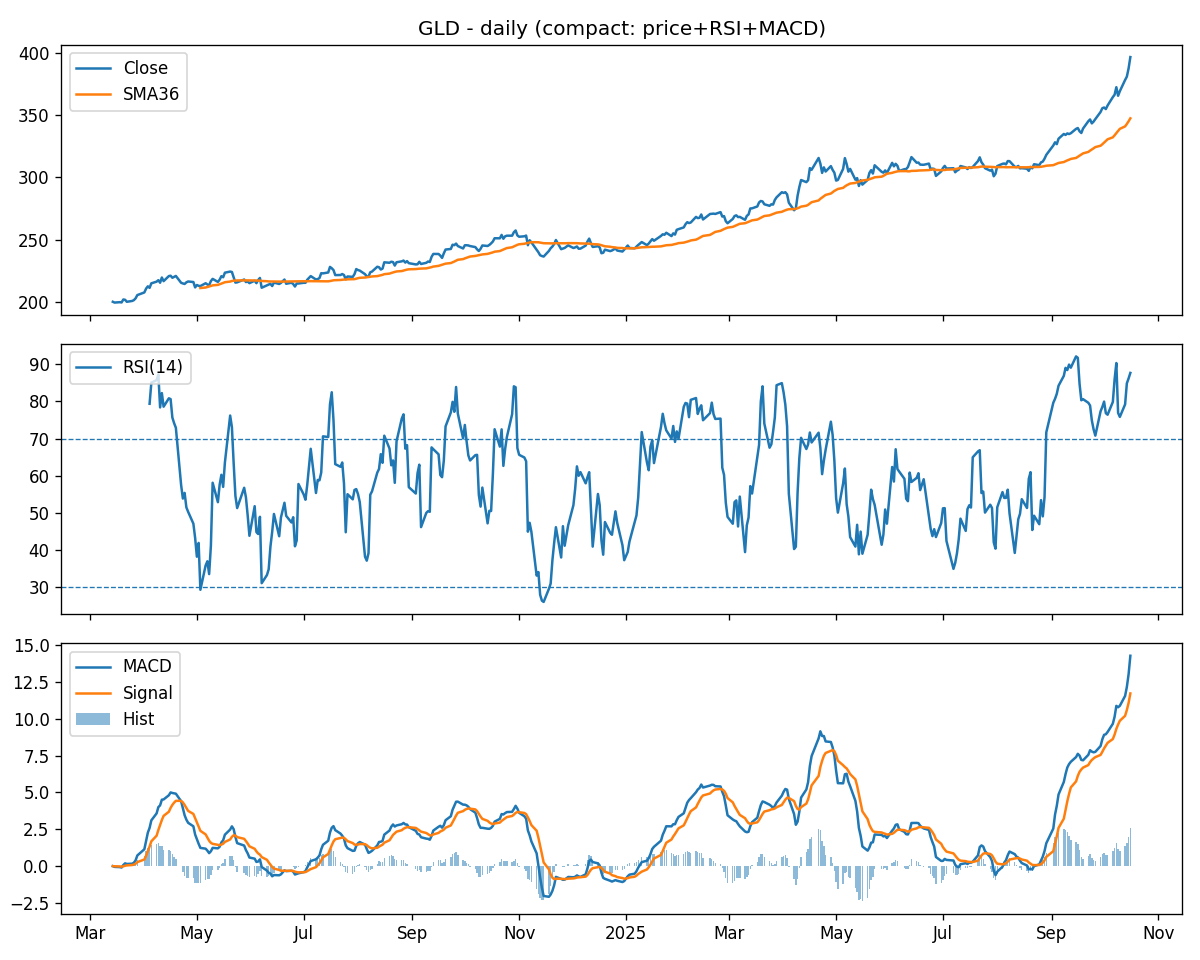 GLD - daily (compact: price+RSI+MACD)
400
350
300
250
200
Close
SMA36
90
80
70
60
50
40
30
RSI(14)
15.0
12.5
10.0
7.5
5.0
2.5
0.0
−2.5
MACD
Signal
Hist
Mar May Jul Sep Nov 2025 Mar May Jul Sep Nov